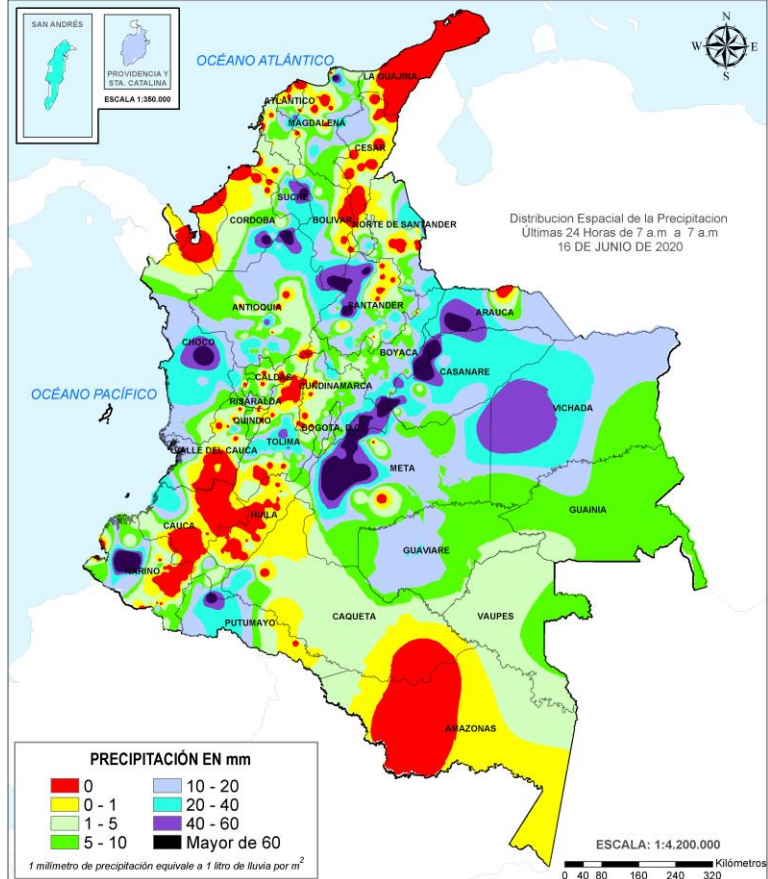 SAN ANDRÉS
PROVIDENCIA Y
STA. CATALINA
ESCALA 1:350.000
OCÉANO ATLÁNTICO
N
W E
S
LA GUAJIRA
ATLANTICO
MAGDALENA
CESAR
SUCRE
CORDOBA
BOLIVAR
NORTE DE SANTANDER
Distribucion Espacial de la Precipitacion
Últimas 24 Horas de 7 a.m a 7 a.m
16 DE JUNIO DE 2020
ANTIOQUIA
SANTANDER
ARAUCA
CHOCO
BOYACA
CASANARE
CALDAS
CUNDINAMARCA
OCÉANO PACÍFICO
RISARALDA
VICHADA
QUINDIO
BOGOTA, D.C
TOLIMA
VALLE DEL CAUCA
META
GUAINIA
CAUCA
HUILA
GUAVIARE
NARIÑO
CAQUETA
VAUPES
PUTUMAYO
AMAZONAS
PRECIPITACIÓN EN mm
0
0 - 1
1 - 5
5 - 10
10 - 20
20 - 40
40 - 60
Mayor de 60
1 milímetro de precipitación equivale a 1 litro de lluvia por m²
ESCALA: 1:4.200.000
Kilómetros
0 40 80 160 240 320